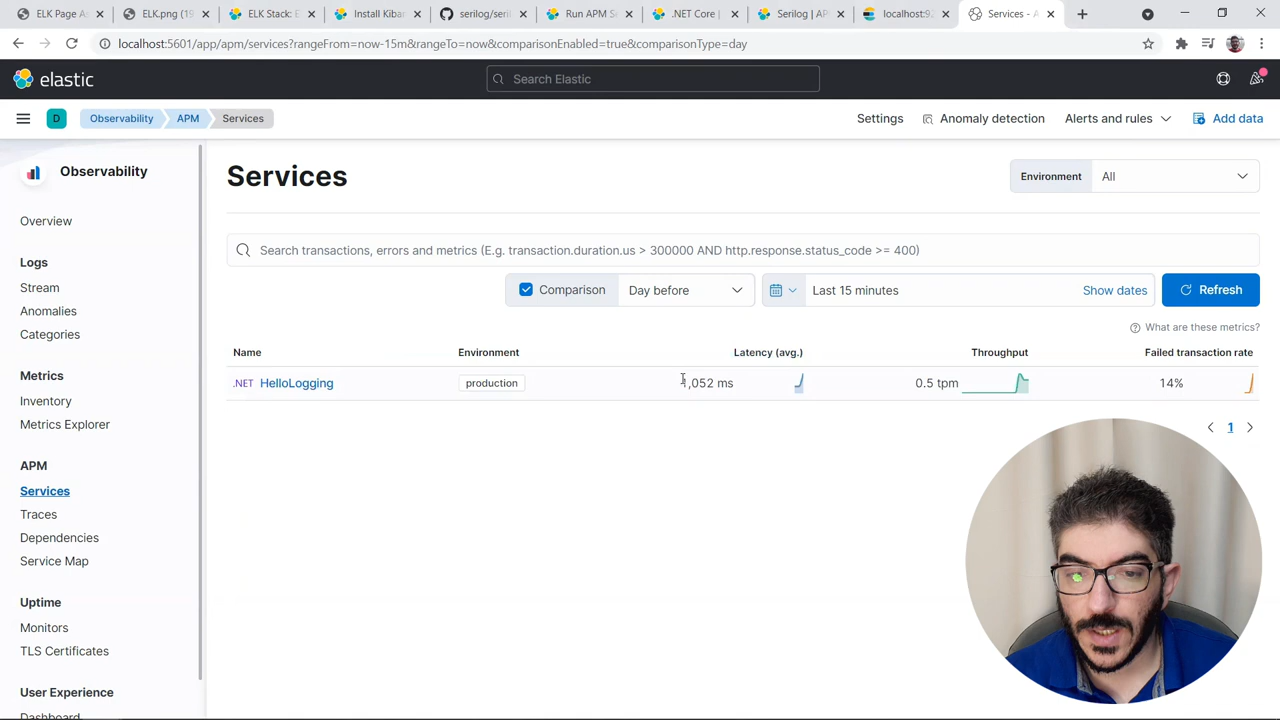 ELK Page As
ELK.png (19
ELK Stack: E
Install Kiba
serilog/seri
Run APM S
.NET Core |
Serilog | AP
localhost:92
Services - A
localhost:5601/app/apm/services?rangeFrom=now-15m&rangeTo=now&comparisonEnabled=true&comparisonType=day
elastic
Search Elastic
D
Observability
APM
Services
Settings
Anomaly detection
Alerts and rules
Add data
Observability
Overview
Logs
Stream
Anomalies
Categories
Metrics
Inventory
Metrics Explorer
APM
Services
Traces
Dependencies
Service Map
Uptime
Monitors
TLS Certificates
User Experience
Dashboard
Services
Environment
All
Search transactions, errors and metrics (E.g. transaction.duration.us > 300000 AND http.response.status_code >= 400)
Comparison
Day before
Last 15 minutes
Show dates
Refresh
What are these metrics?
Name Environment Latency (avg.) Throughput Failed transaction rate
.NET HelloLogging production 1,052 ms 0.5 tpm 14%
1